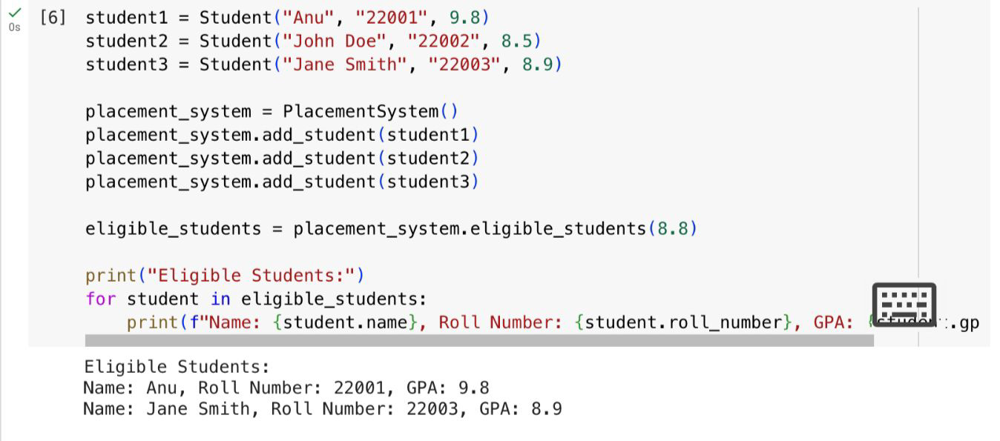 [6] student1 = Student("Anu", "22001", 9.8)
0s
student2 = Student("John Doe", "22002", 8.5)
student3 = Student("Jane Smith", "22003", 8.9)
placement_system = PlacementSystem()
placement_system.add_student(student1)
placement_system.add_student(student2)
placement_system.add_student(student3)
eligible_students = placement_system.eligible_students(8.8)
print("Eligible Students:")
for student in eligible_students:
print(f"Name: {student.name}, Roll Number: {student.roll_number}, GPA: .gp
Eligible Students:
Name: Anu, Roll Number: 22001, GPA: 9.8
Name: Jane Smith, Roll Number: 22003, GPA: 8.9